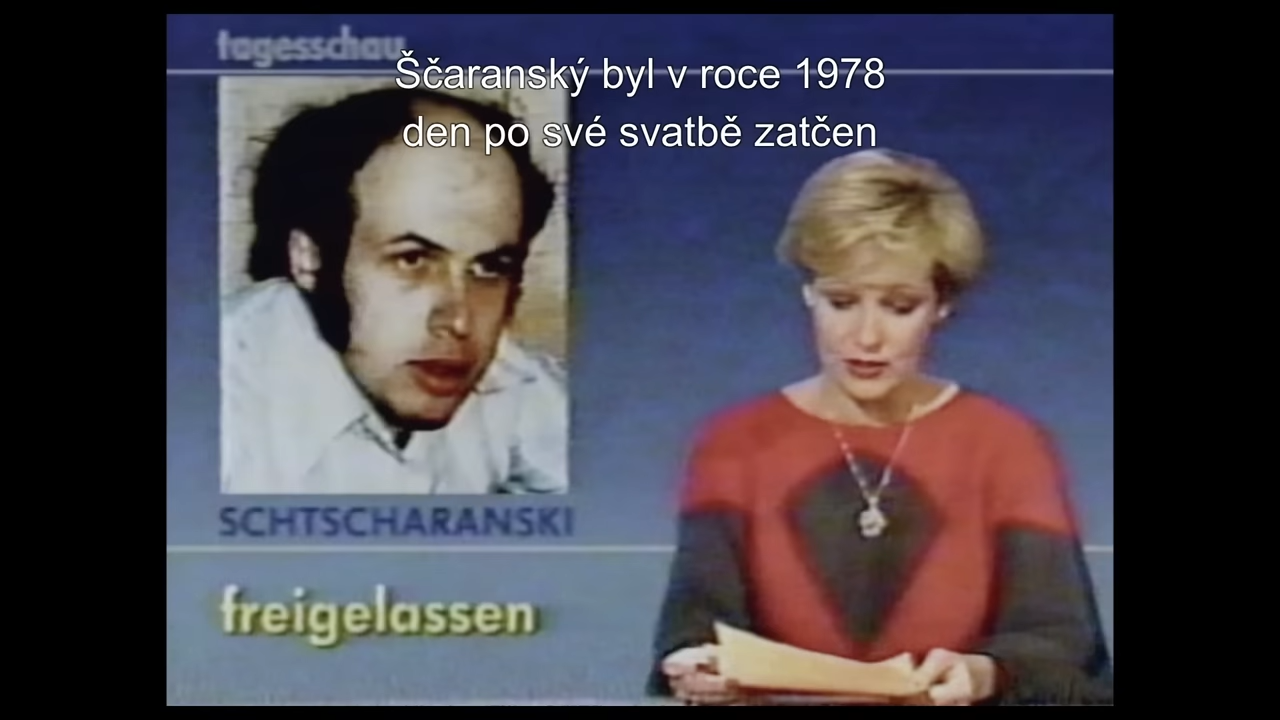 tagesschau
Ščaranský byl v roce 1978
den po své svatbě zatčen
SCHTSCHARANSKI
freigelassen